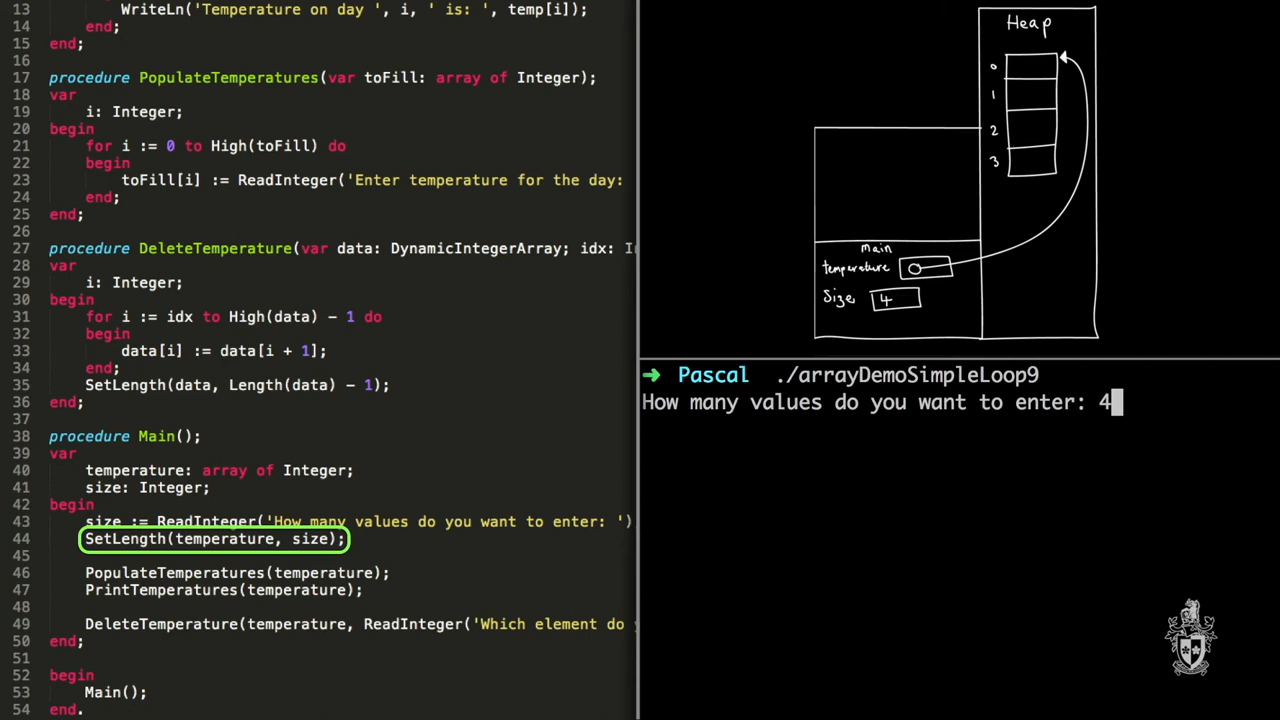 13 WriteLn('Temperature on day ', i, ' is: ', temp[i]);
14 end;
15 end;
16
17 procedure PopulateTemperatures(var toFill: array of Integer);
18 var
19 i: Integer;
20 begin
21 for i := 0 to High(toFill) do
22 begin
23 toFill[i] := ReadInteger('Enter temperature for the day:
24 end;
25 end;
26
27 procedure DeleteTemperature(var data: DynamicIntegerArray; idx: In
28 var
29 i: Integer;
30 begin
31 for i := idx to High(data) - 1 do
32 begin
33 data[i] := data[i + 1];
34 end;
35 SetLength(data, Length(data) - 1);
36 end;
37
38 procedure Main();
39 var
40 temperature: array of Integer;
41 size: Integer;
42 begin
43 size := ReadInteger('How many values do you want to enter: ')
44 SetLength(temperature, size);
45
46 PopulateTemperatures(temperature);
47 PrintTemperatures(temperature);
48
49 DeleteTemperature(temperature, ReadInteger('Which element do y
50 end;
51
52 begin
53 Main();
54 end.
Heap
0
1
2
3
main
temperature
Size 4
➜ Pascal ./arrayDemoSimpleLoop9
How many values do you want to enter: 4